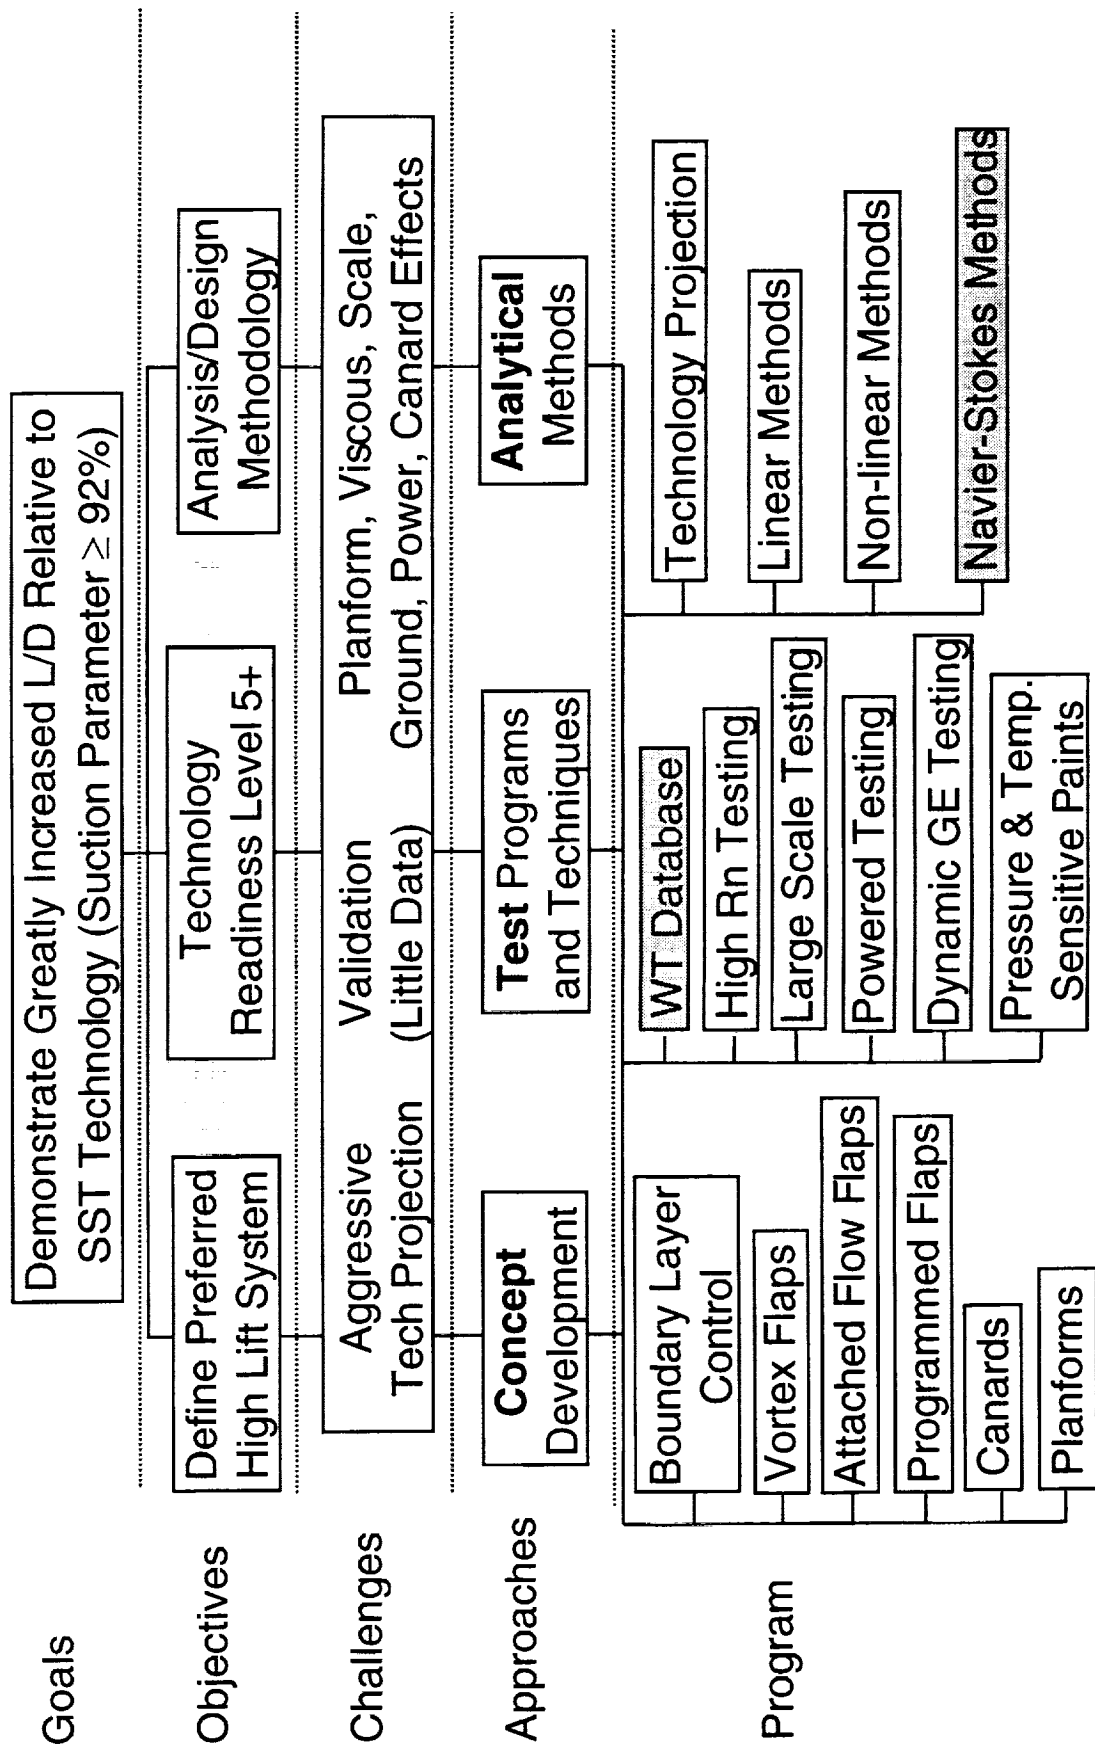 Goals
Demonstrate Greatly Increased L/D Relative to
SST Technology (Suction Parameter ≥ 92%)
Objectives
Define Preferred
High Lift System
Technology
Readiness Level 5+
Analysis/Design
Methodology
Challenges
Aggressive
Tech Projection
Validation
(Little Data)
Planform, Viscous, Scale,
Ground, Power, Canard Effects
Approaches
Concept
Development
Test Programs
and Techniques
Analytical
Methods
Program
Boundary Layer
Control
Vortex Flaps
Attached Flow Flaps
Programmed Flaps
Canards
Planforms
WT Database
High Rn Testing
Large Scale Testing
Powered Testing
Dynamic GE Testing
Pressure & Temp.
Sensitive Paints
Technology Projection
Linear Methods
Non-linear Methods
Navier-Stokes Methods